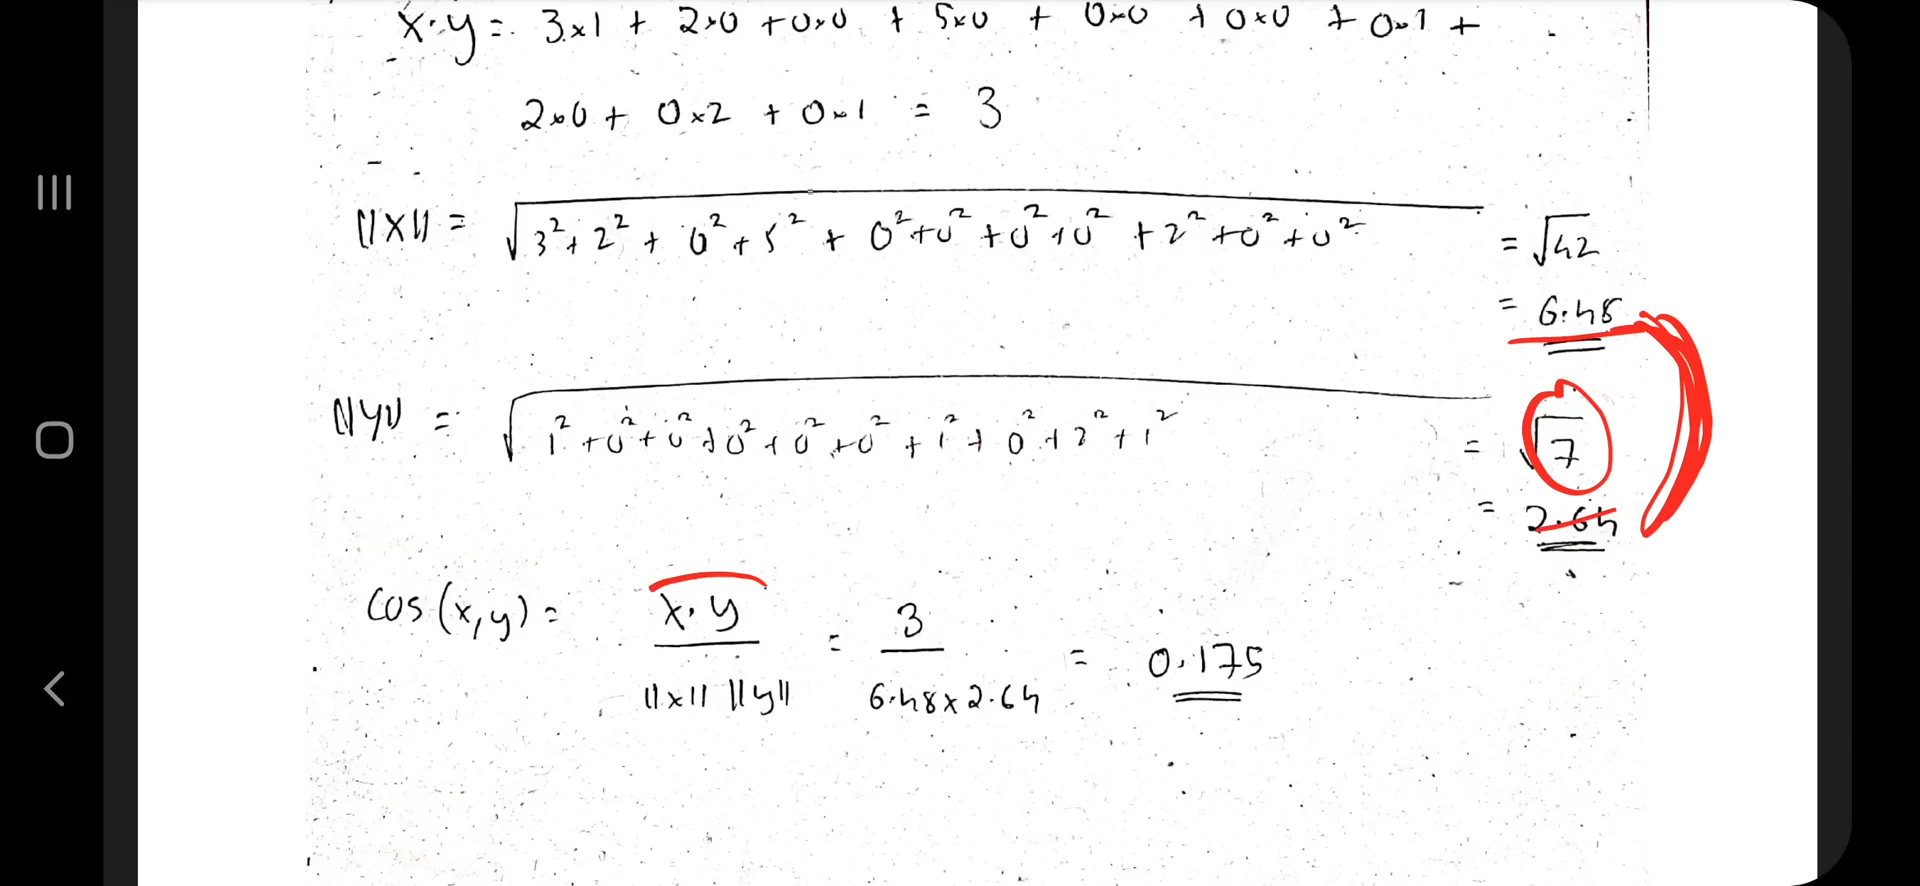 x·y = 3×1 + 2×0 + 0×0 + 5×0 + 0×0 + 0×0 + 0×1 +
2×0 + 0×2 + 0×1 = 3
||X|| = √3² + 2² + 0² + 5² + 0² + 0² + 0² + 0² + 2² + 0² + 0² = √42
= 6.48
||y|| = √1² + 0² + 0² + 0² + 0² + 0² + 1² + 0² + 2² + 1² = √7
= 2.64
Cos(x,y) = x·y / ||x|| ||y|| = 3 / 6.48×2.64 = 0.175